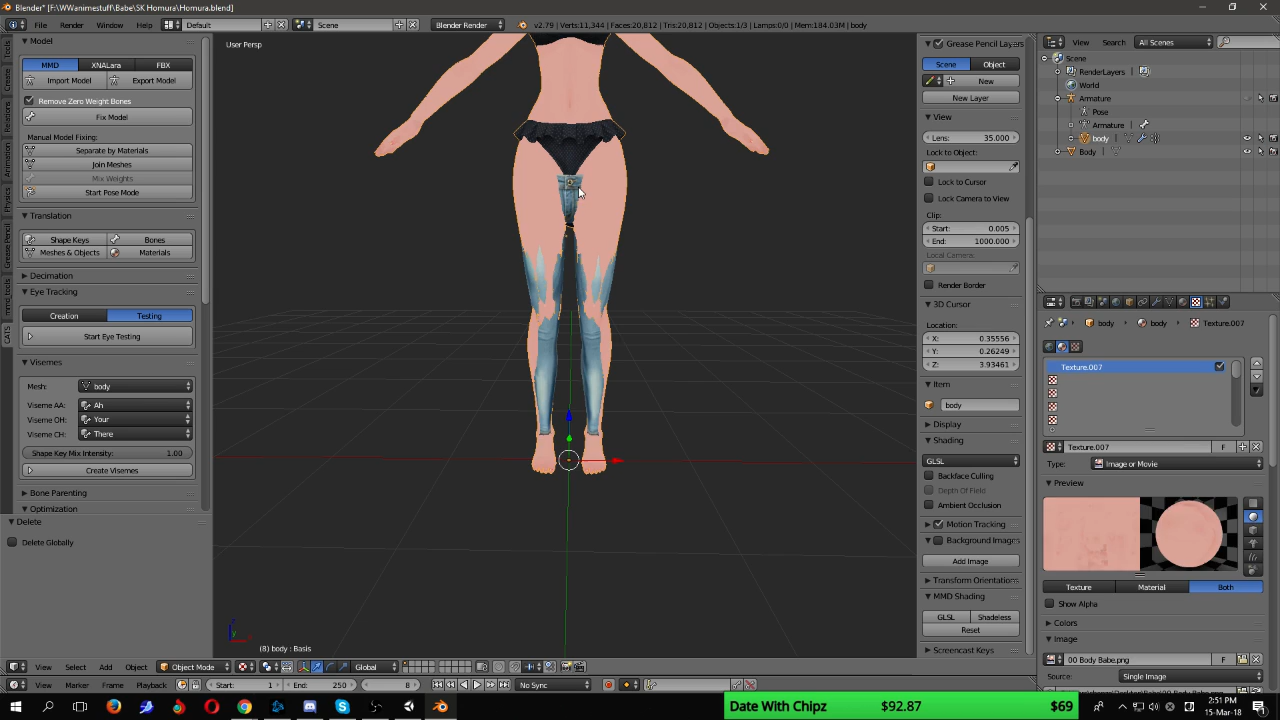 Blender* [F:\WWanimestuff\Babe\SK Homura\Homura.blend]
File Render Window Help Default Scene Blender Render v2.79 | Verts:11,344 | Faces:20,812 | Tris:20,812 | Objects:1/3 | Lamps:0/0 | Mem:184.03M | body
View Search All Scenes
Tools
Create
Relations
Animation
Physics
Grease Pencil
mmd_tools
CATS
Model
MMD XNALara FBX
Import Model Export Model
Remove Zero Weight Bones
Fix Model
Manual Model Fixing:
Separate by Materials
Join Meshes
Mix Weights
Start Pose Mode
Translation
Shape Keys Bones
Meshes & Objects Materials
Decimation
Eye Tracking
Creation Testing
Start Eye Testing
Visemes
Mesh: body
Viseme AA: Ah
Viseme OH: Your
Viseme CH: There
Shape Key Mix Intensity: 1.00
Create Visemes
Bone Parenting
Optimization
Delete
Delete Globally
User Persp
(8) body : Basis
Grease Pencil Layers
Scene Object
New
New Layer
View
Lens: 35.000
Lock to Object:
Lock to Cursor
Lock Camera to View
Clip:
Start: 0.005
End: 1000.000
Local Camera:
Render Border
3D Cursor
Location:
X: 0.35556
Y: 0.26249
Z: 3.93461
Item
body
Display
Shading
GLSL
Backface Culling
Depth Of Field
Ambient Occlusion
Motion Tracking
Background Images
Add Image
Transform Orientations
MMD Shading
GLSL Shadeless
Reset
Screencast Keys
Scene
RenderLayers
World
Armature
Pose
Armature
body
Body
body body Texture.007
Texture.007
Texture.007 F
Type: Image or Movie
Preview
Texture Material Both
Show Alpha
Colors
Image
00 Body Babe.png F
Source: Single Image
View Select Add Object Object Mode Global
View Marker Frame Playback Start: 1 End: 250 8 No Sync
Date With Chipz $92.87 $69
2:51 PM
15-Mar-18